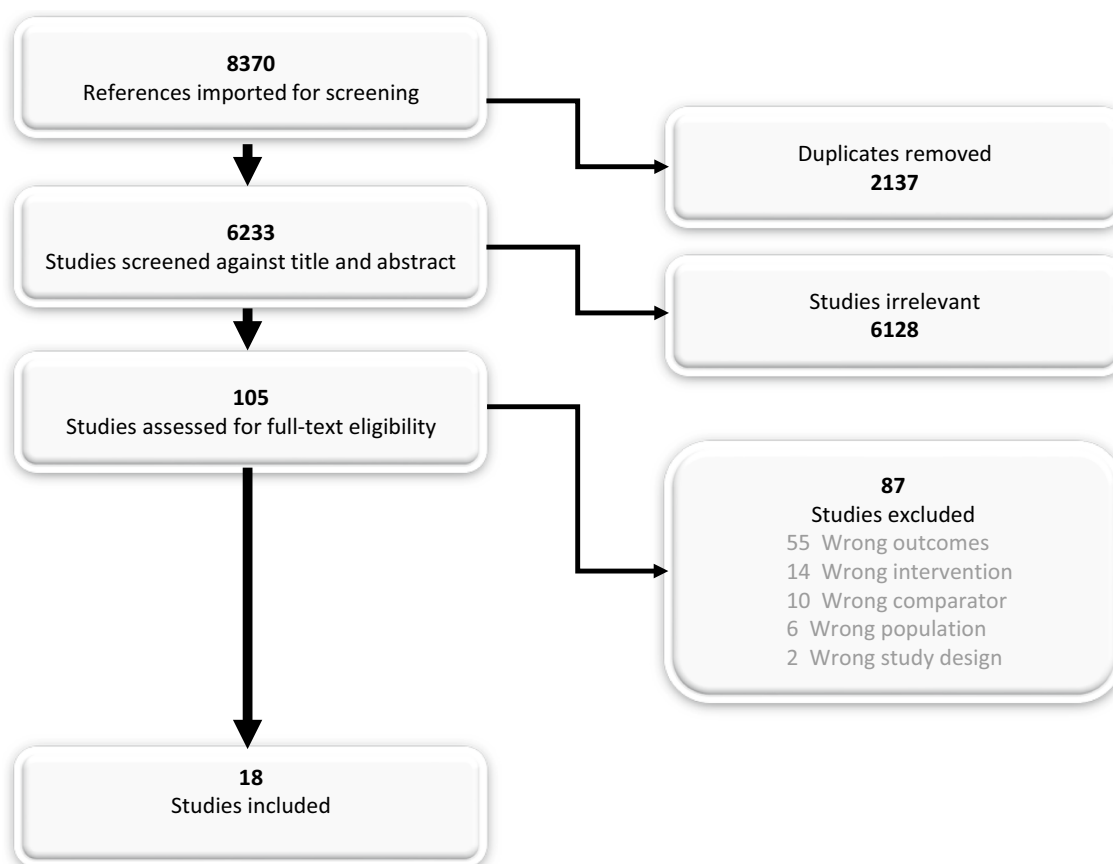 8370
References imported for screening
Duplicates removed
2137
6233
Studies screened against title and abstract
Studies irrelevant
6128
105
Studies assessed for full-text eligibility
87
Studies excluded
55 Wrong outcomes
14 Wrong intervention
10 Wrong comparator
6 Wrong population
2 Wrong study design
18
Studies included